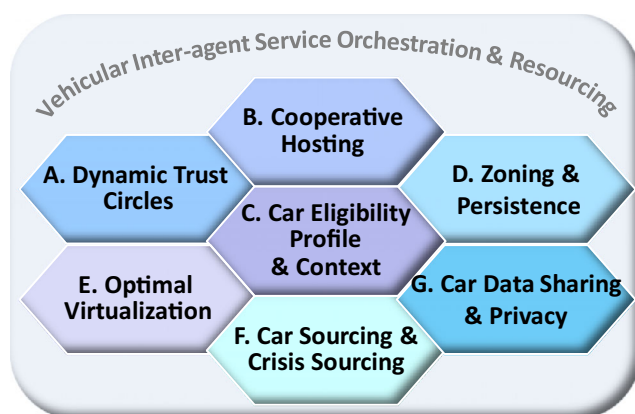 Vehicular Inter-agent Service Orchestration & Resourcing
B. Cooperative
Hosting
A. Dynamic Trust
Circles
D. Zoning &
Persistence
C. Car Eligibility
Profile
& Context
E. Optimal
Virtualization
G. Car Data Sharing
& Privacy
F. Car Sourcing &
Crisis Sourcing